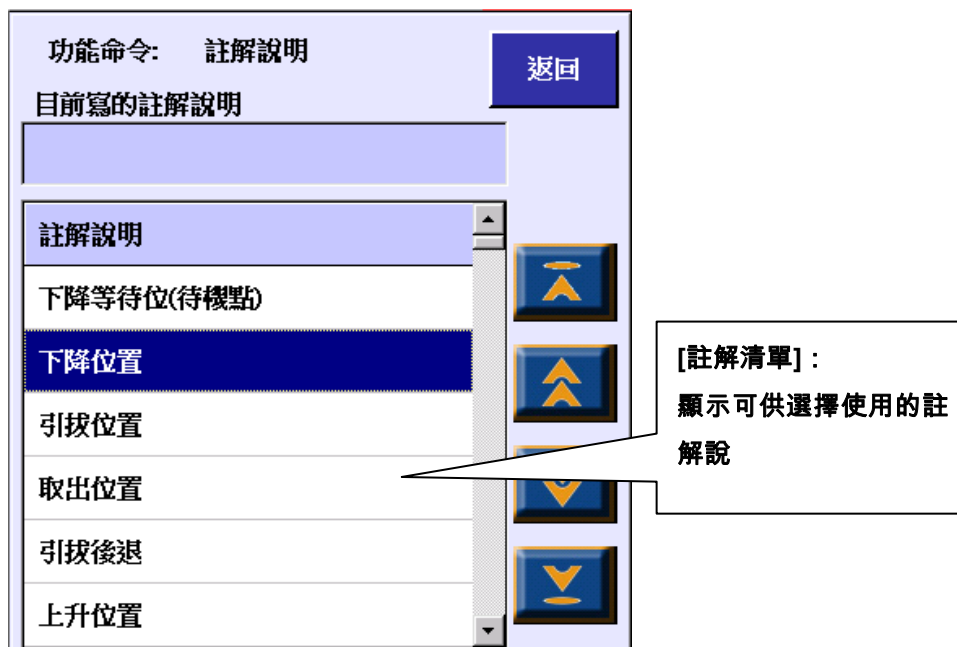 功能命令: 註解說明
返回
目前寫的註解說明
註解說明
下降等待位(待機點)
下降位置
引拔位置
取出位置
引拔後退
上升位置
[註解清單]：
顯示可供選擇使用的註
解說